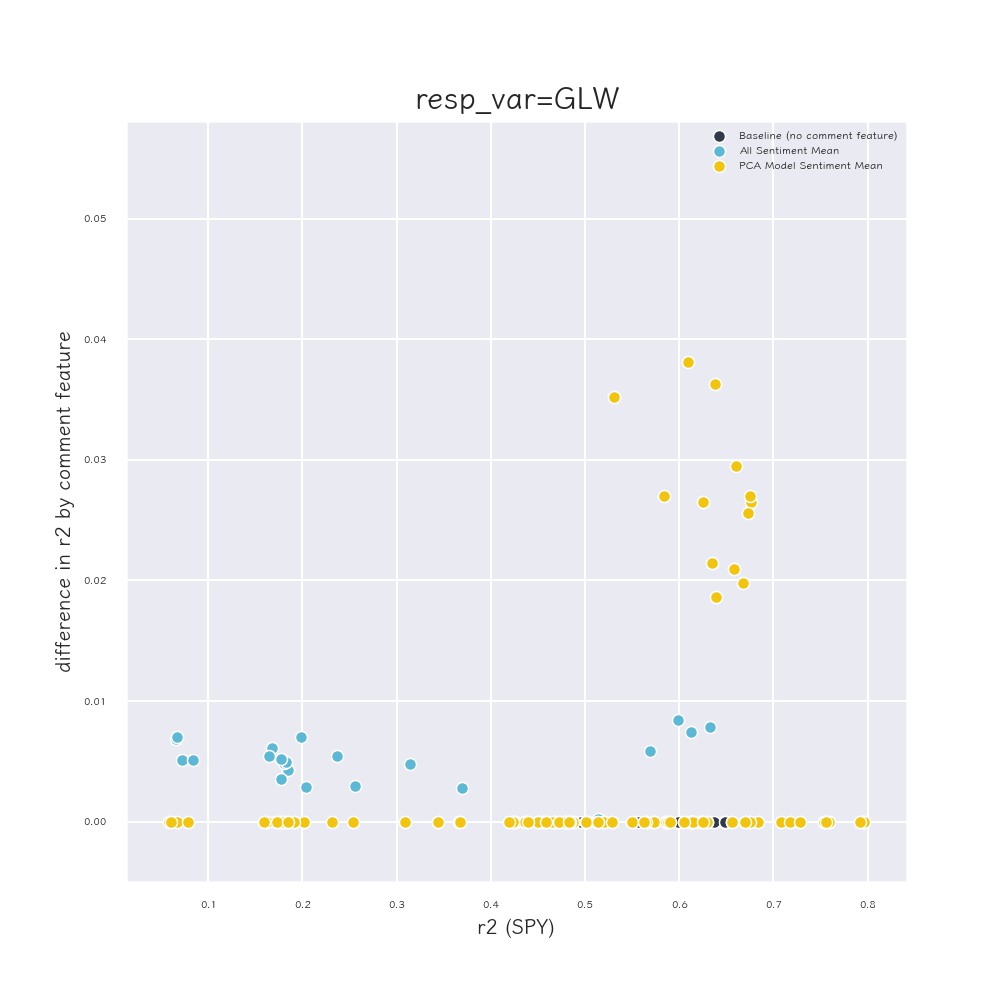 resp_var=GLW
Baseline (no comment feature)
All Sentiment Mean
PCA Model Sentiment Mean
difference in r2 by comment feature
0.05
0.04
0.03
0.02
0.01
0.00
0.1 0.2 0.3 0.4 0.5 0.6 0.7 0.8
r2 (SPY)